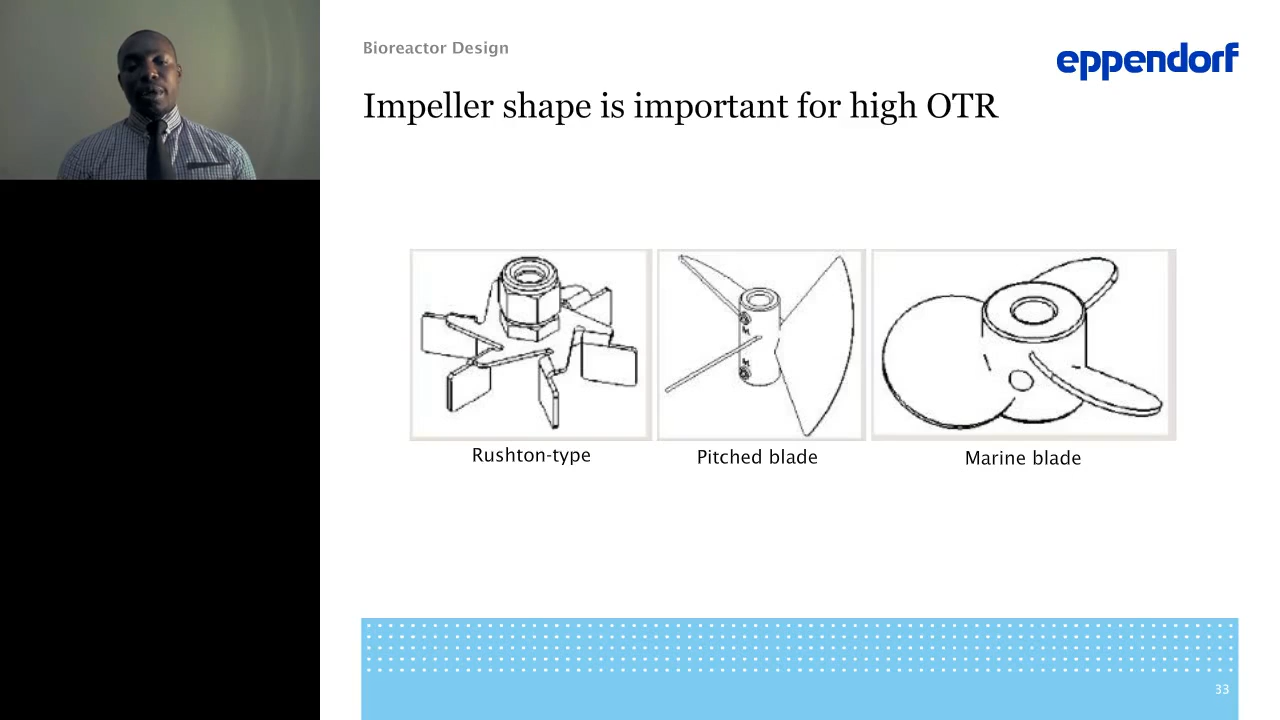 Bioreactor Design
eppendorf
Impeller shape is important for high OTR
Rushton-type
Pitched blade
Marine blade
33